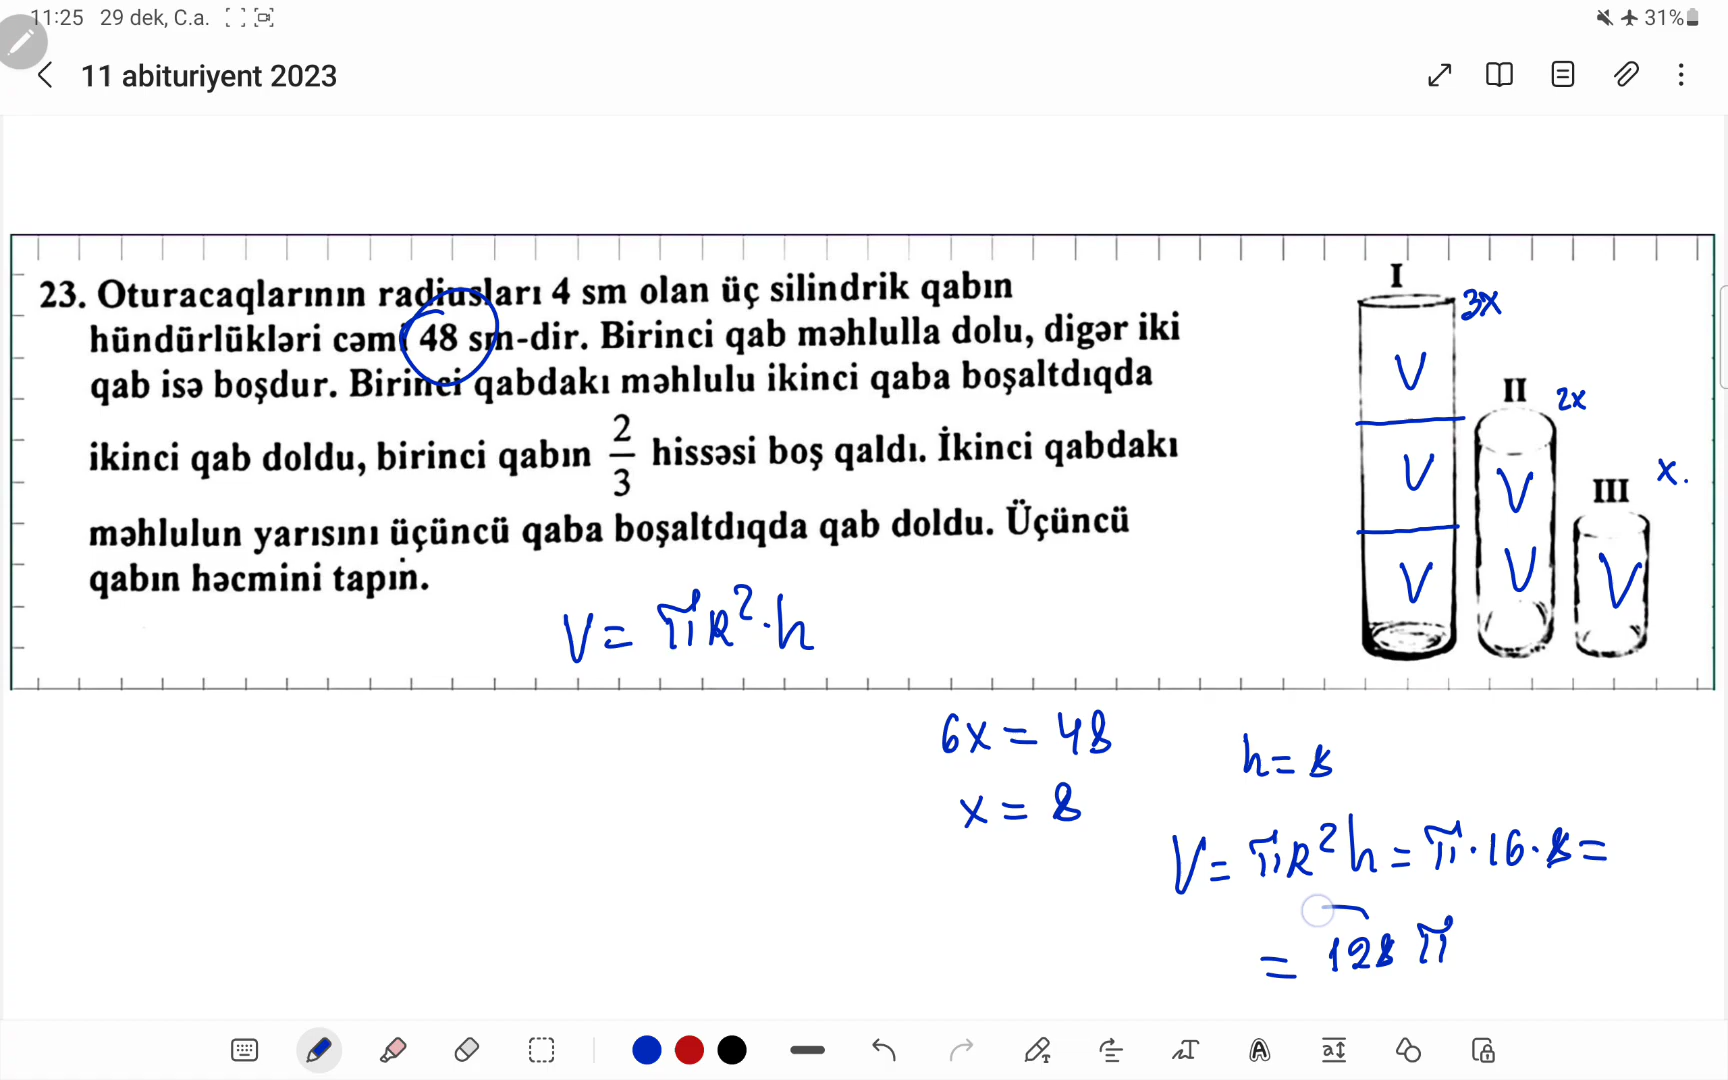 11:25 29 dek, C.a. 31%
11 abituriyent 2023
23. Oturacaqlarının radiusları 4 sm olan üç silindrik qabın
hündürlükləri cəmi 48 sm-dir. Birinci qab məhlulla dolu, digər iki
qab isə boşdur. Birinci qabdakı məhlulu ikinci qaba boşaltdıqda
ikinci qab doldu, birinci qabın 2/3 hissəsi boş qaldı. İkinci qabdakı
məhlulun yarısını üçüncü qaba boşaltdıqda qab doldu. Üçüncü
qabın həcmini tapın.
I 3x
V
V
V
II 2x
V
V
III x.
V
V = πR²·h
6x = 48
x = 8
h = 8
V = πR²h = π·16·8 =
= 128 π